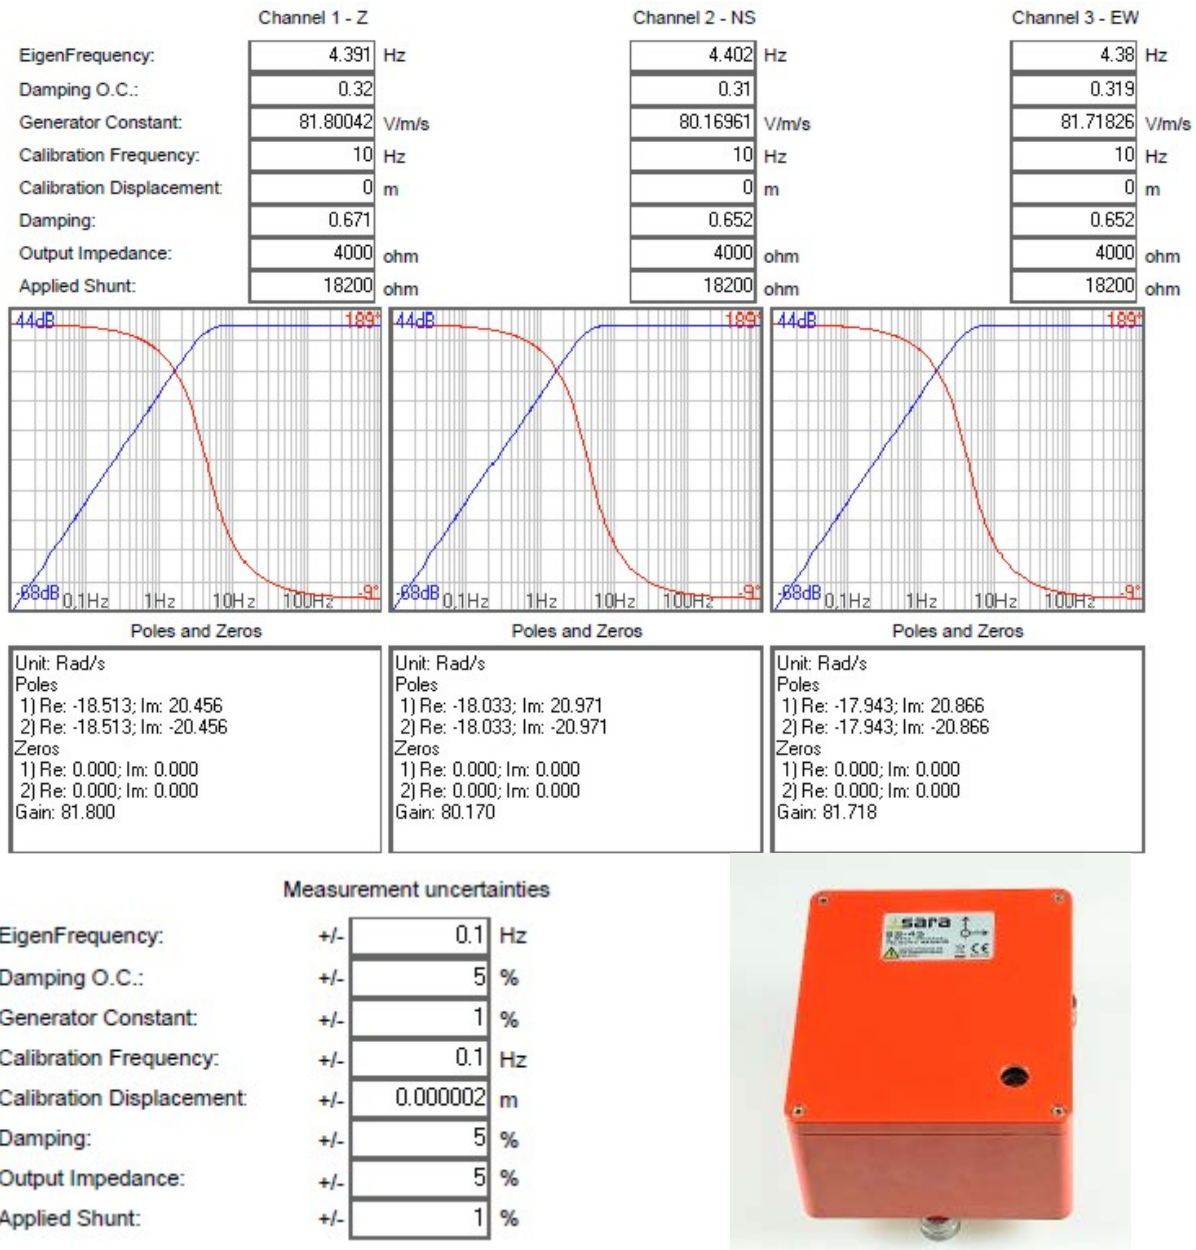 Channel 1 - Z Channel 2 - NS Channel 3 - EW
EigenFrequency: 4.391 Hz 4.402 Hz 4.38 Hz
Damping O.C.: 0.32 0.31 0.319
Generator Constant: 81.80042 V/m/s 80.16961 V/m/s 81.71826 V/m/s
Calibration Frequency: 10 Hz 10 Hz 10 Hz
Calibration Displacement: 0 m 0 m 0 m
Damping: 0.671 0.652 0.652
Output Impedance: 4000 ohm 4000 ohm 4000 ohm
Applied Shunt: 18200 ohm 18200 ohm 18200 ohm
44dB 189° 44dB 189° 44dB 189°
-68dB 0,1Hz 1Hz 10Hz 100Hz -9° -68dB 0,1Hz 1Hz 10Hz 100Hz -9° -68dB 0,1Hz 1Hz 10Hz 100Hz -9°
Poles and Zeros Poles and Zeros Poles and Zeros
Unit: Rad/s Unit: Rad/s Unit: Rad/s
Poles Poles Poles
1) Re: -18.513; Im: 20.456 1) Re: -18.033; Im: 20.971 1) Re: -17.943; Im: 20.866
2) Re: -18.513; Im: -20.456 2) Re: -18.033; Im: -20.971 2) Re: -17.943; Im: -20.866
Zeros Zeros Zeros
1) Re: 0.000; Im: 0.000 1) Re: 0.000; Im: 0.000 1) Re: 0.000; Im: 0.000
2) Re: 0.000; Im: 0.000 2) Re: 0.000; Im: 0.000 2) Re: 0.000; Im: 0.000
Gain: 81.800 Gain: 80.170 Gain: 81.718
Measurement uncertainties
EigenFrequency: +/- 0.1 Hz
Damping O.C.: +/- 5 %
Generator Constant: +/- 1 %
Calibration Frequency: +/- 0.1 Hz
Calibration Displacement: +/- 0.000002 m
Damping: +/- 5 %
Output Impedance: +/- 5 %
Applied Shunt: +/- 1 %
sara
SS-45
CE